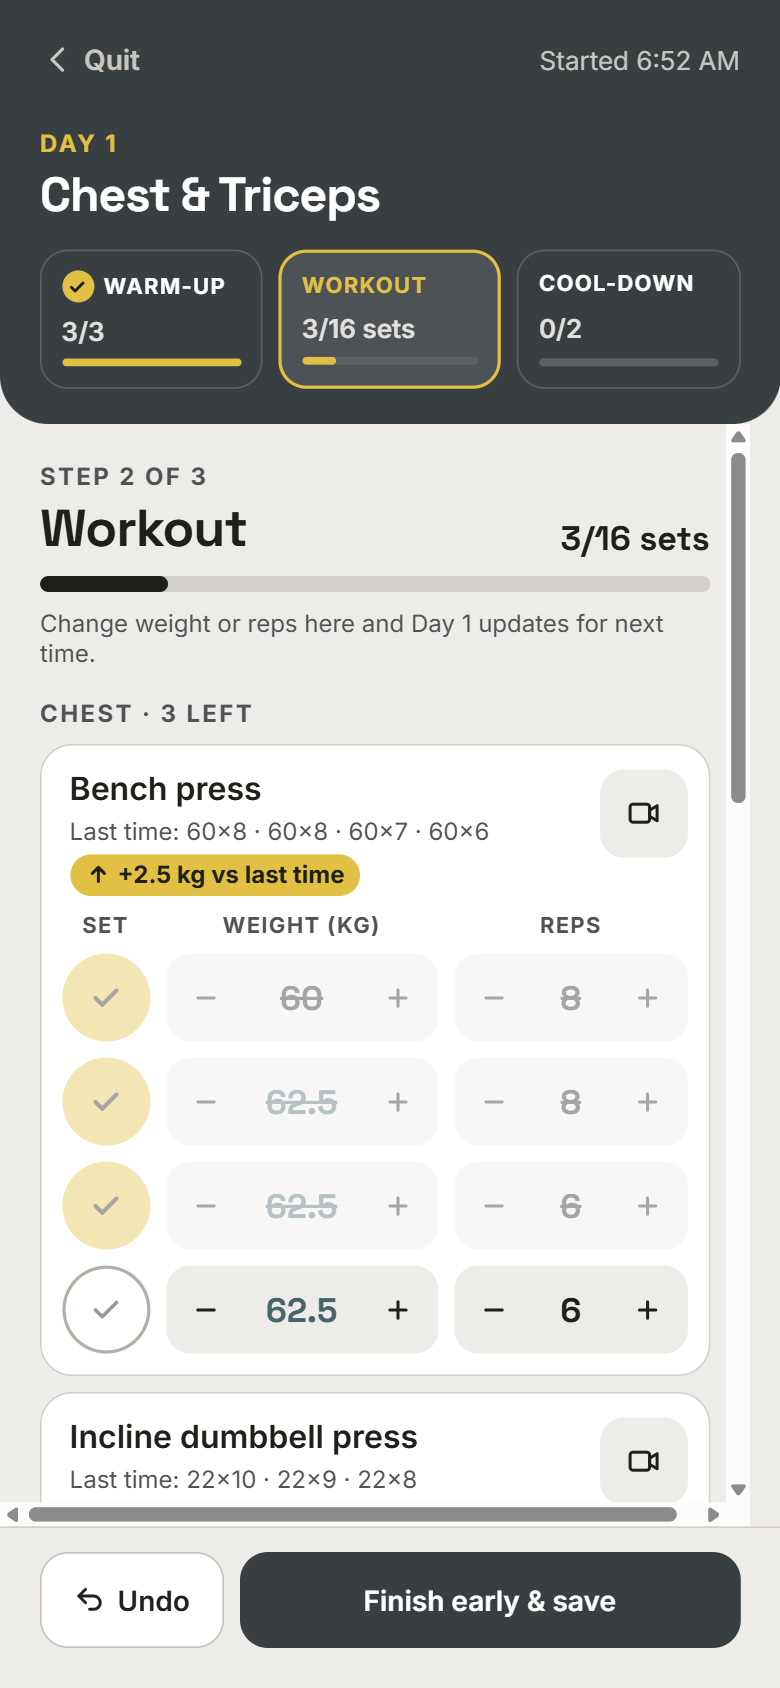 Quit
Started 6:52 AM
DAY 1
Chest & Triceps
WARM-UP
3/3
WORKOUT
3/16 sets
COOL-DOWN
0/2
STEP 2 OF 3
Workout
3/16 sets
Change weight or reps here and Day 1 updates for next
time.
CHEST · 3 LEFT
Bench press
Last time: 60×8 · 60×8 · 60×7 · 60×6
↑ +2.5 kg vs last time
SET WEIGHT (KG) REPS
− 60 + − 8 +
− 62.5 + − 8 +
− 62.5 + − 6 +
− 62.5 + − 6 +
Incline dumbbell press
Last time: 22×10 · 22×9 · 22×8
Undo
Finish early & save